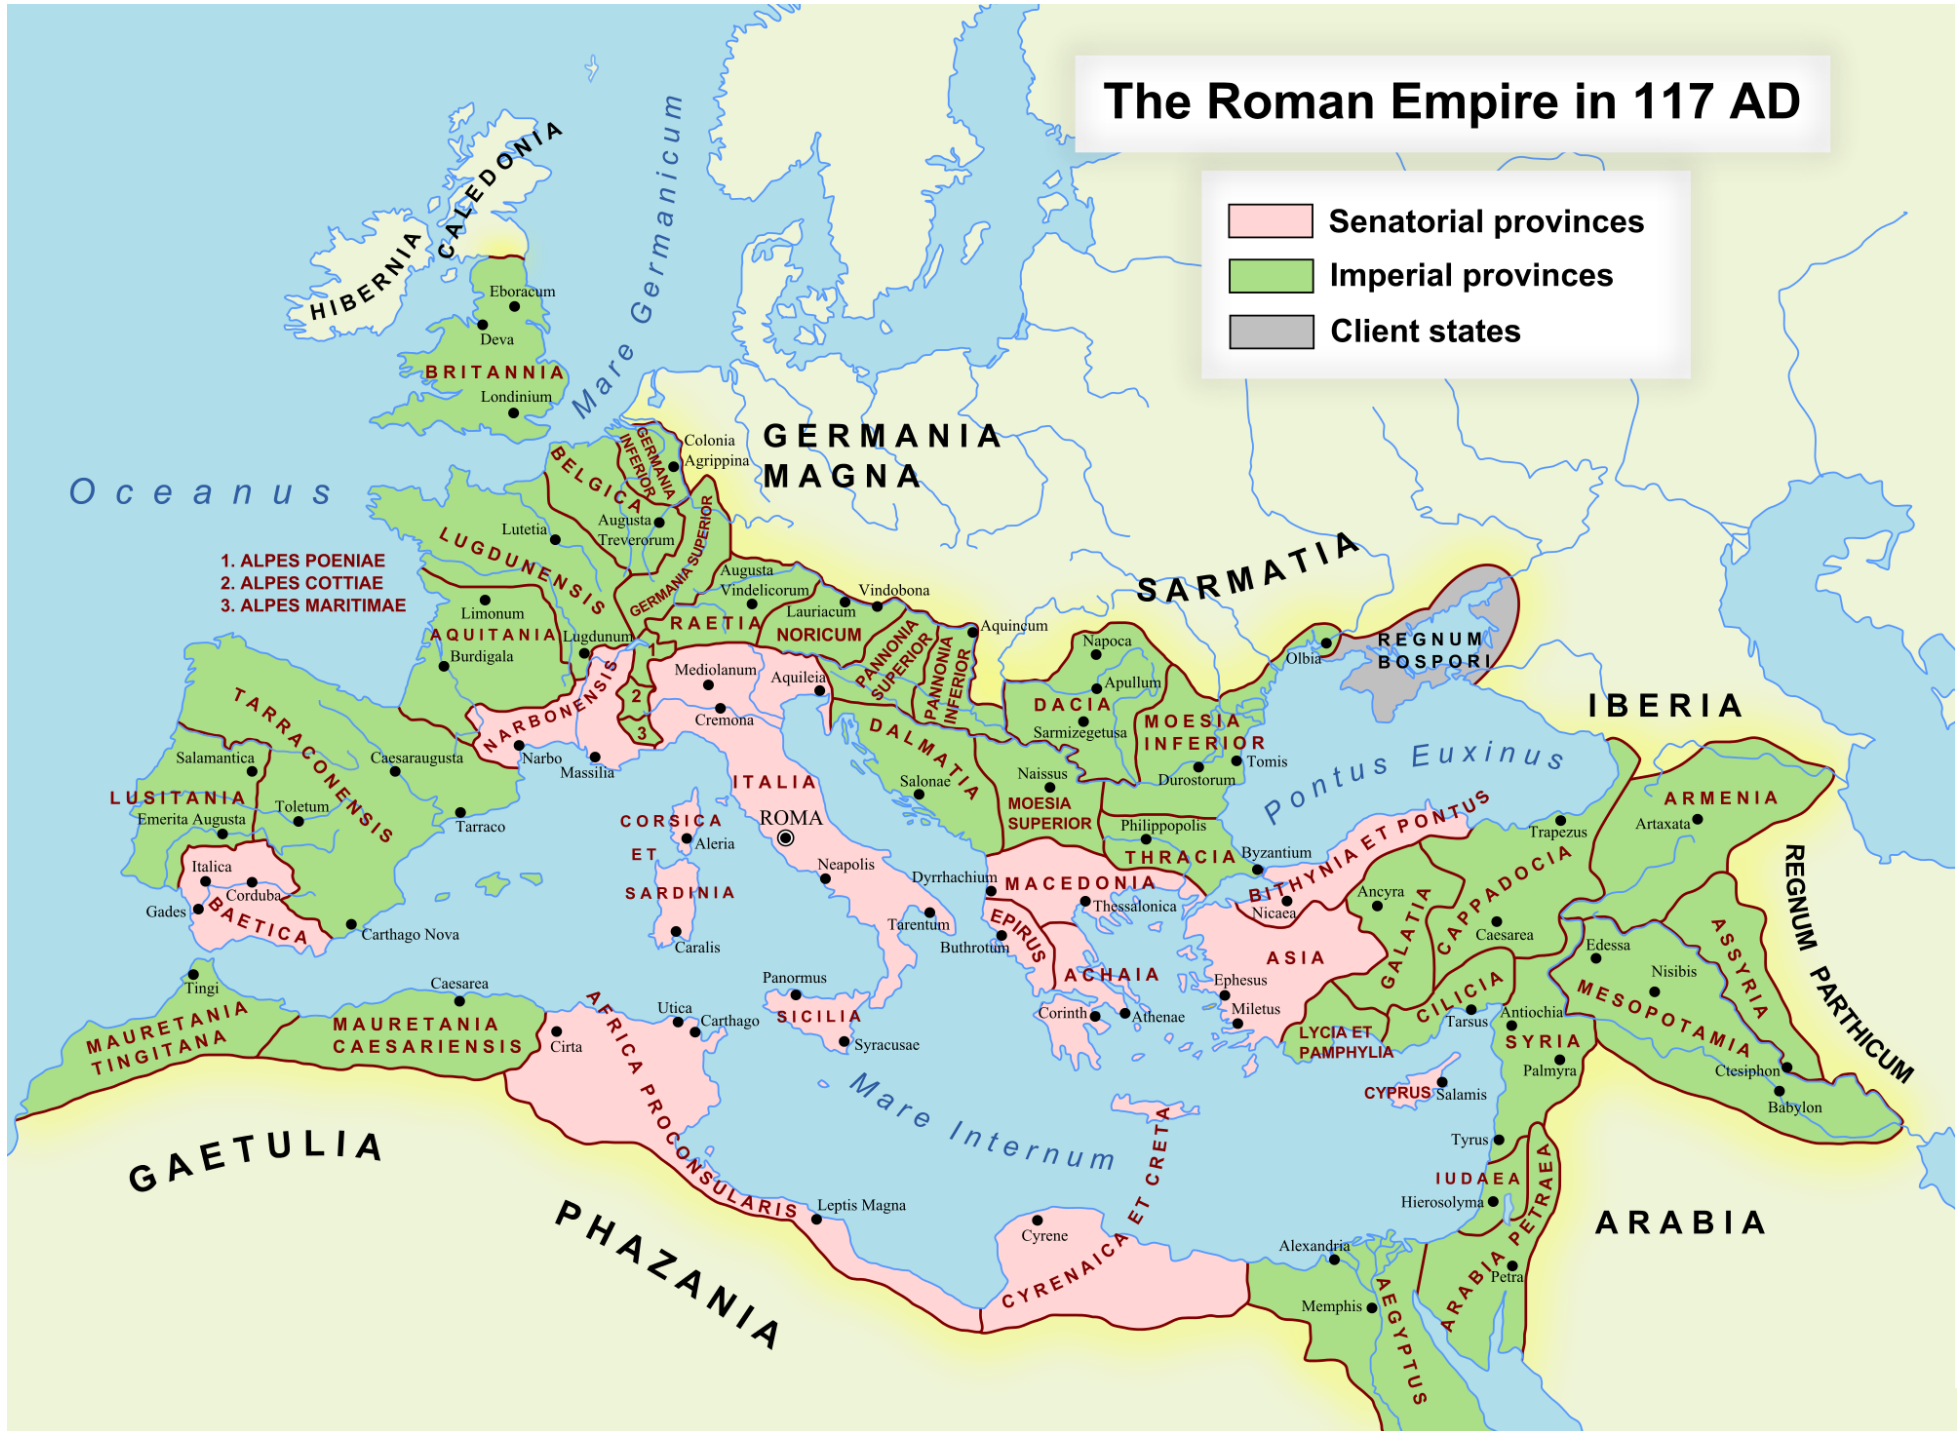 The Roman Empire in 117 AD
Senatorial provinces
Imperial provinces
Client states
CALEDONIA
HIBERNIA
Mare Germanicum
Eboracum
Deva
BRITANNIA
Londinium
Oceanus
GERMANIA
MAGNA
GERMANIA
INFERIOR
Colonia
Agrippina
BELGICA
Augusta
Treverorum
GERMANIA SUPERIOR
Lutetia
LUGDUNENSIS
1. ALPES POENIAE
2. ALPES COTTIAE
3. ALPES MARITIMAE
Limonum
AQUITANIA
Burdigala
Lugdunum
NARBONENSIS
Narbo
Massilia
1
2
3
Augusta
Vindelicorum
RAETIA
Lauriacum
NORICUM
Vindobona
PANNONIA
SUPERIOR
PANNONIA
INFERIOR
Aquincum
SARMATIA
Napoca
Apullum
DACIA
Sarmizegetusa
MOESIA
INFERIOR
Durostorum
Tomis
Olbia
REGNUM
BOSPORI
IBERIA
Pontus Euxinus
TARRACONENSIS
Salamantica
Caesaraugusta
LUSITANIA
Toletum
Emerita Augusta
Tarraco
Italica
Corduba
Gades
BAETICA
Carthago Nova
Mediolanum
Aquileia
Cremona
ITALIA
ROMA
Neapolis
Tarentum
CORSICA
ET
SARDINIA
Aleria
Caralis
DALMATIA
Salonae
Naissus
MOESIA
SUPERIOR
Philippopolis
THRACIA
Byzantium
Dyrrhachium
MACEDONIA
Thessalonica
EPIRUS
Buthrotum
ACHAIA
Corinth
Athenae
BITHYNIA ET PONTUS
Nicaea
Trapezus
Ancyra
GALATIA
CAPPADOCIA
Caesarea
ASIA
Ephesus
Miletus
LYCIA ET
PAMPHYLIA
CILICIA
Tarsus
ARMENIA
Artaxata
REGNUM PARTHICUM
ASSYRIA
Edessa
Nisibis
MESOPOTAMIA
Ctesiphon
Babylon
Antiochia
SYRIA
Palmyra
CYPRUS
Salamis
Tyrus
IUDAEA
Hierosolyma
ARABIA PETRAEA
Petra
ARABIA
Tingi
MAURETANIA
TINGITANA
Caesarea
MAURETANIA
CAESARIENSIS
Cirta
Utica
Carthago
AFRICA PROCONSULARIS
Panormus
SICILIA
Syracusae
Mare Internum
Leptis Magna
GAETULIA
PHAZANIA
Cyrene
CYRENAICA ET CRETA
Alexandria
Memphis
AEGYPTUS